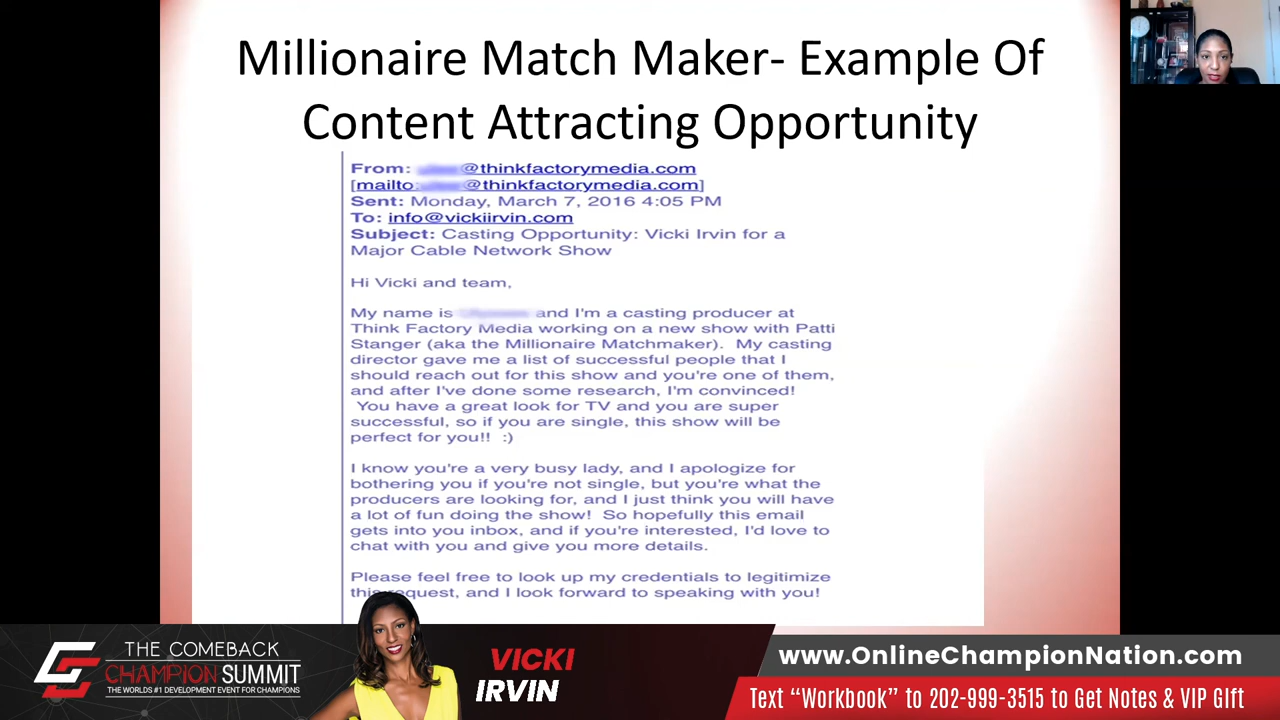 Millionaire Match Maker- Example Of
Content Attracting Opportunity
From: @thinkfactorymedia.com
[mailto: @thinkfactorymedia.com]
Sent: Monday, March 7, 2016 4:05 PM
To: info@vickiirvin.com
Subject: Casting Opportunity: Vicki Irvin for a
Major Cable Network Show
Hi Vicki and team,
My name is and I'm a casting producer at
Think Factory Media working on a new show with Patti
Stanger (aka the Millionaire Matchmaker). My casting
director gave me a list of successful people that I
should reach out for this show and you're one of them,
and after I've done some research, I'm convinced!
You have a great look for TV and you are super
successful, so if you are single, this show will be
perfect for you!! :)
I know you're a very busy lady, and I apologize for
bothering you if you're not single, but you're what the
producers are looking for, and I just think you will have
a lot of fun doing the show! So hopefully this email
gets into you inbox, and if you're interested, I'd love to
chat with you and give you more details.
Please feel free to look up my credentials to legitimize
this request, and I look forward to speaking with you!
THE COMEBACK
CHAMPION SUMMIT
THE WORLDS #1 DEVELOPMENT EVENT FOR CHAMPIONS
VICKI
IRVIN
www.OnlineChampionNation.com
Text “Workbook” to 202-999-3515 to Get Notes & VIP GIft